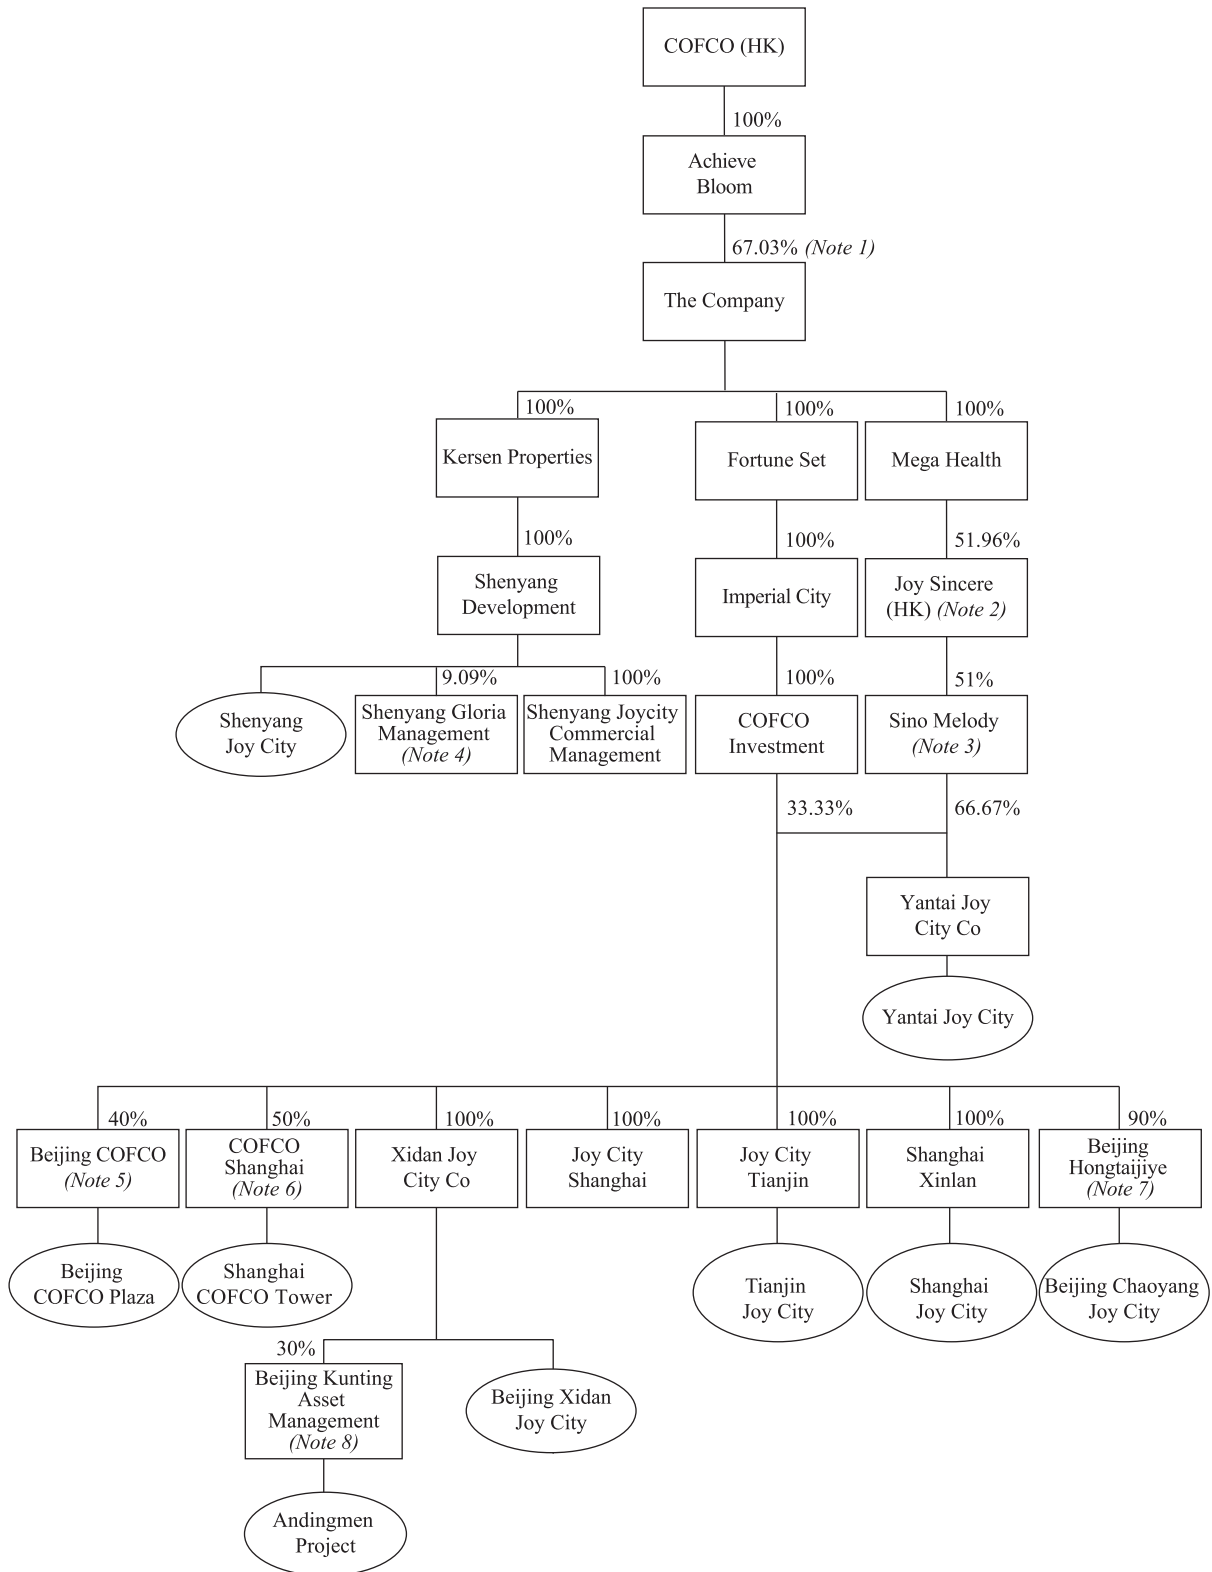 COFCO (HK)
100%
Achieve
Bloom
67.03% (Note 1)
The Company
100%
100%
100%
Kersen Properties
Fortune Set
Mega Health
100%
100%
51.96%
Shenyang
Development
Imperial City
Joy Sincere
(HK) (Note 2)
9.09%
100%
100%
51%
Shenyang
Joy City
Shenyang Gloria
Management
(Note 4)
Shenyang Joycity
Commercial
Management
COFCO
Investment
Sino Melody
(Note 3)
33.33%
66.67%
Yantai Joy
City Co
Yantai Joy City
40%
50%
100%
100%
100%
100%
90%
Beijing COFCO
(Note 5)
COFCO
Shanghai
(Note 6)
Xidan Joy
City Co
Joy City
Shanghai
Joy City
Tianjin
Shanghai
Xinlan
Beijing
Hongtaijiye
(Note 7)
Beijing
COFCO Plaza
Shanghai
COFCO Tower
Tianjin
Joy City
Shanghai
Joy City
Beijing Chaoyang
Joy City
30%
Beijing Kunting
Asset
Management
(Note 8)
Beijing Xidan
Joy City
Andingmen
Project